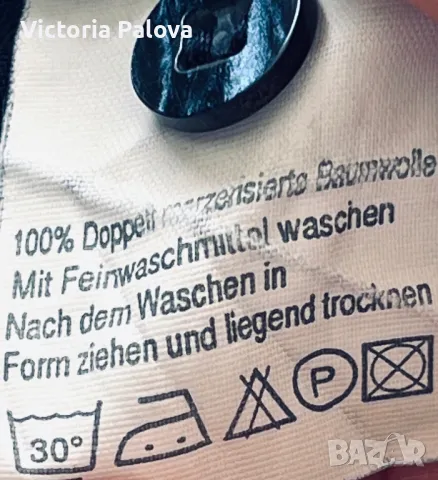 Victoria Palova
100% Doppelt merzerisierte Baumwolle
Mit Feinwaschmittel waschen
Nach dem Waschen in
Form ziehen und liegend trocknen
30°
P
BAZAR